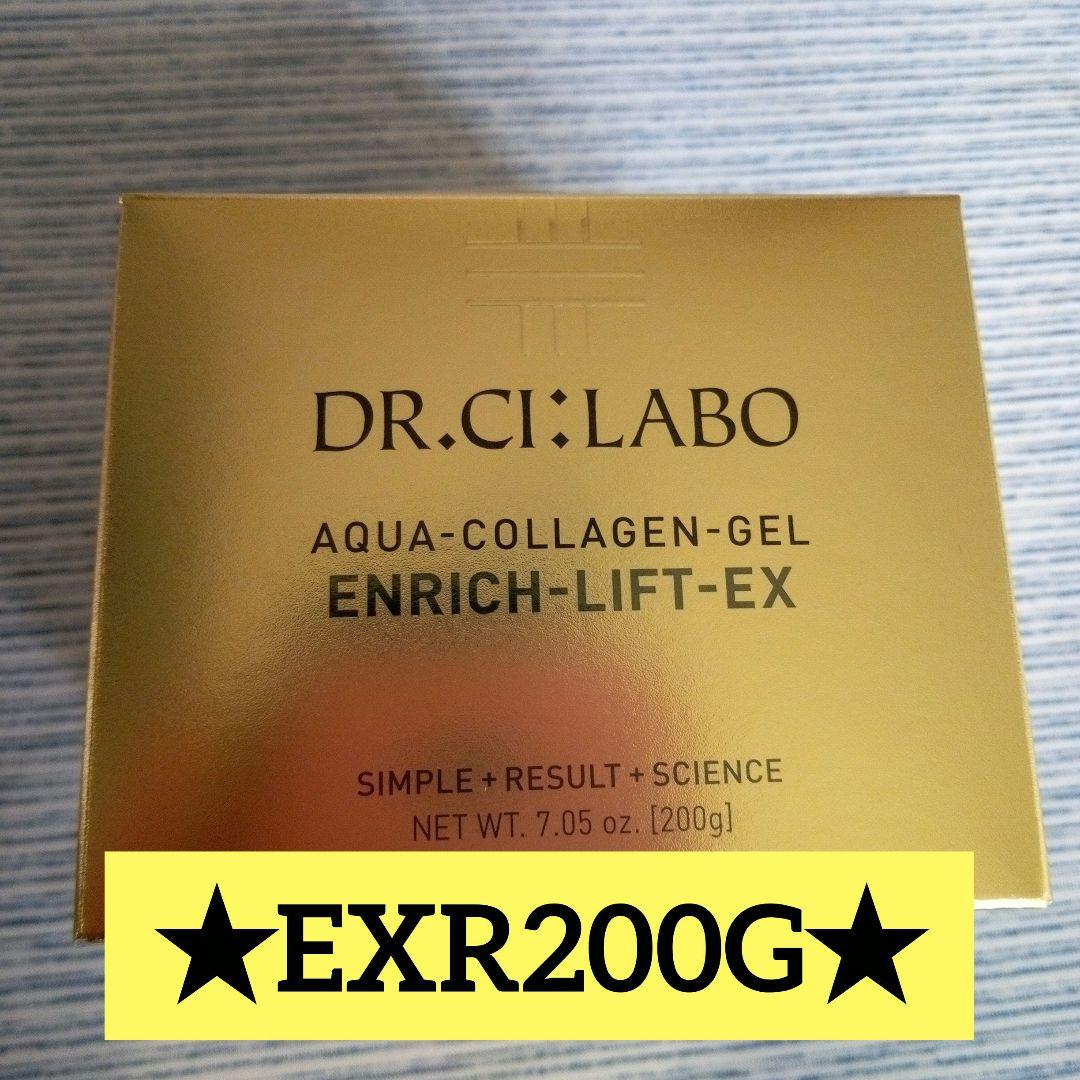 DR.CI:LABO
AQUA-COLLAGEN-GEL
ENRICH-LIFT-EX
SIMPLE + RESULT + SCIENCE
NET WT. 7.05 oz. [200g]
★EXR200G★